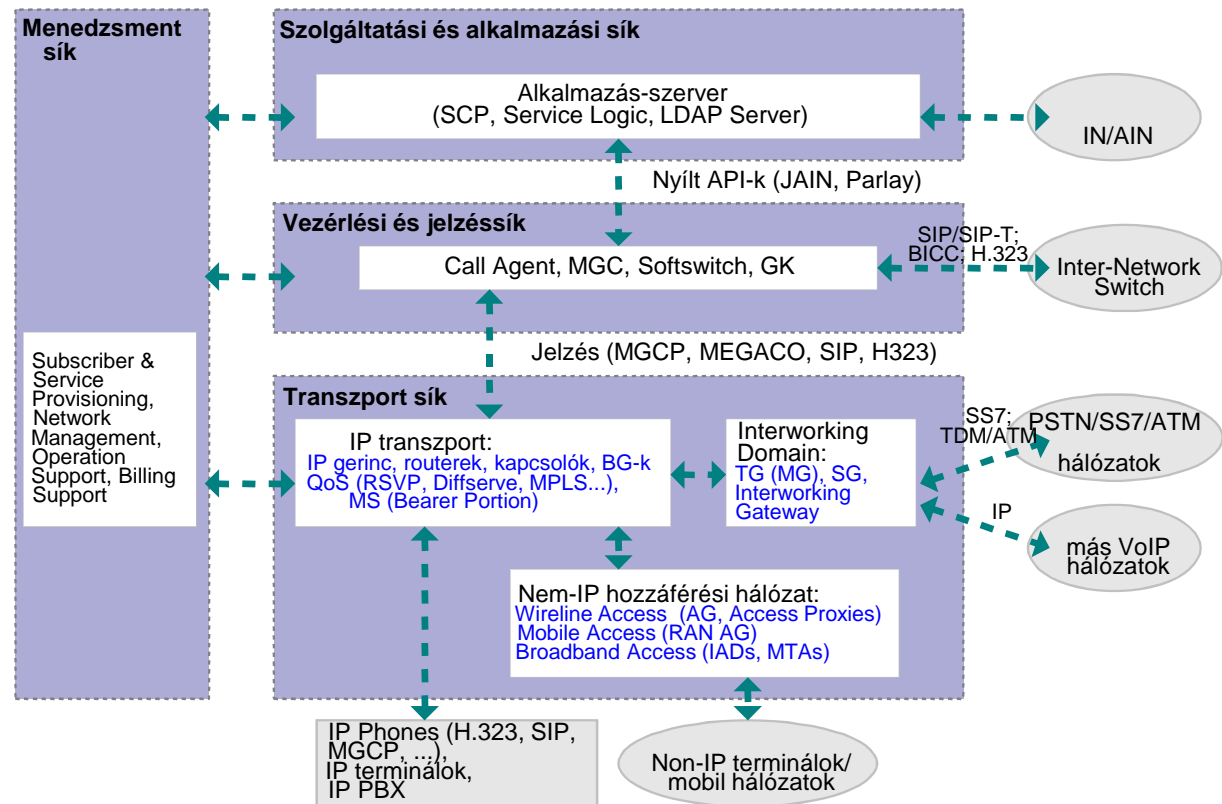 Menedzsment
sík
Subscriber &
Service
Provisioning,
Network
Management,
Operation
Support, Billing
Support
Szolgáltatási és alkalmazási sík
Alkalmazás-szerver
(SCP, Service Logic, LDAP Server)
IN/AIN
Nyílt API-k (JAIN, Parlay)
Vezérlési és jelzéssík
Call Agent, MGC, Softswitch, GK
SIP/SIP-T;
BICC; H.323
Inter-Network
Switch
Jelzés (MGCP, MEGACO, SIP, H323)
Transzport sík
IP transzport:
IP gerinc, routerek, kapcsolók, BG-k
QoS (RSVP, Diffserve, MPLS...),
MS (Bearer Portion)
Interworking
Domain:
TG (MG), SG,
Interworking
Gateway
SS7;
TDM/ATM
PSTN/SS7/ATM
hálózatok
IP
más VoIP
hálózatok
Nem-IP hozzáférési hálózat:
Wireline Access (AG, Access Proxies)
Mobile Access (RAN AG)
Broadband Access (IADs, MTAs)
IP Phones (H.323, SIP,
MGCP, ...),
IP terminálok,
IP PBX
Non-IP terminálok/
mobil hálózatok